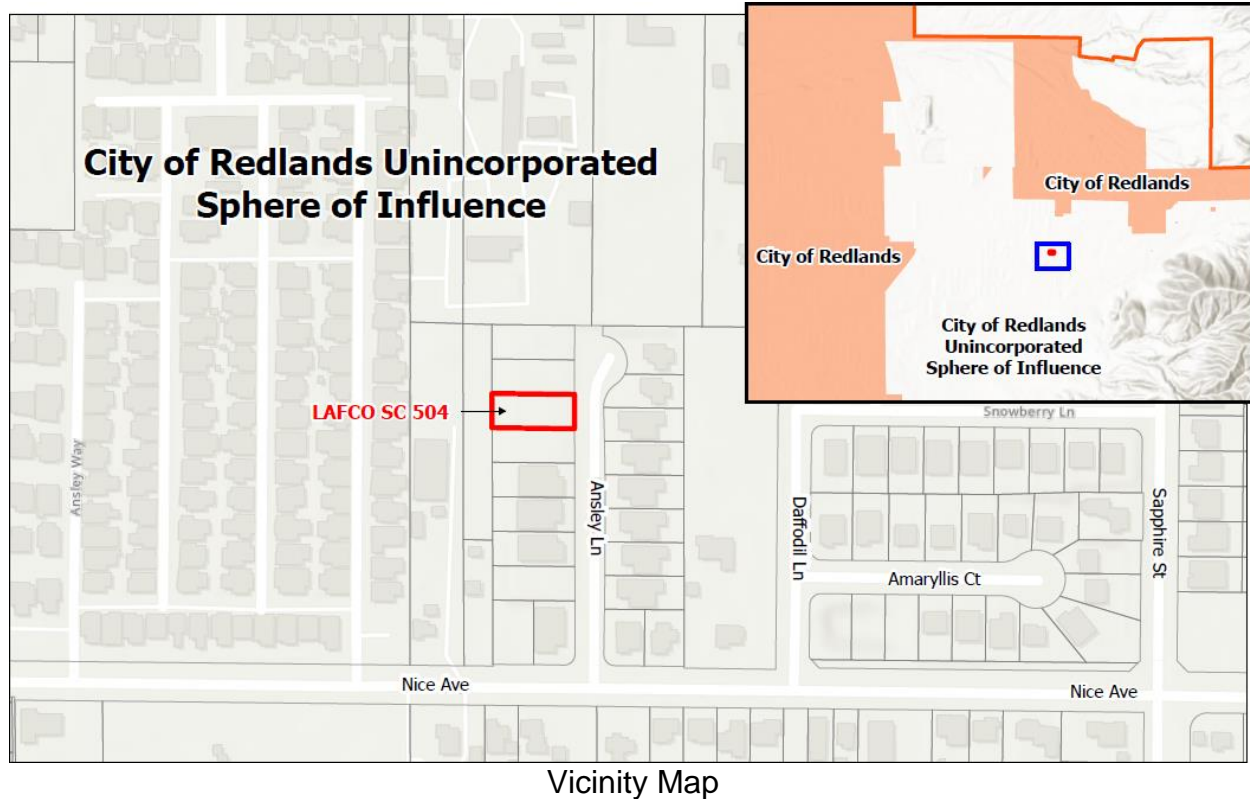 City of Redlands Unincorporated
Sphere of Influence
City of Redlands
City of Redlands
City of Redlands
Unincorporated
Sphere of Influence
LAFCO SC 504
Snowberry Ln
Ansley Way
Ansley Ln
Daffodil Ln
Amaryllis Ct
Sapphire St
Nice Ave
Nice Ave
Vicinity Map